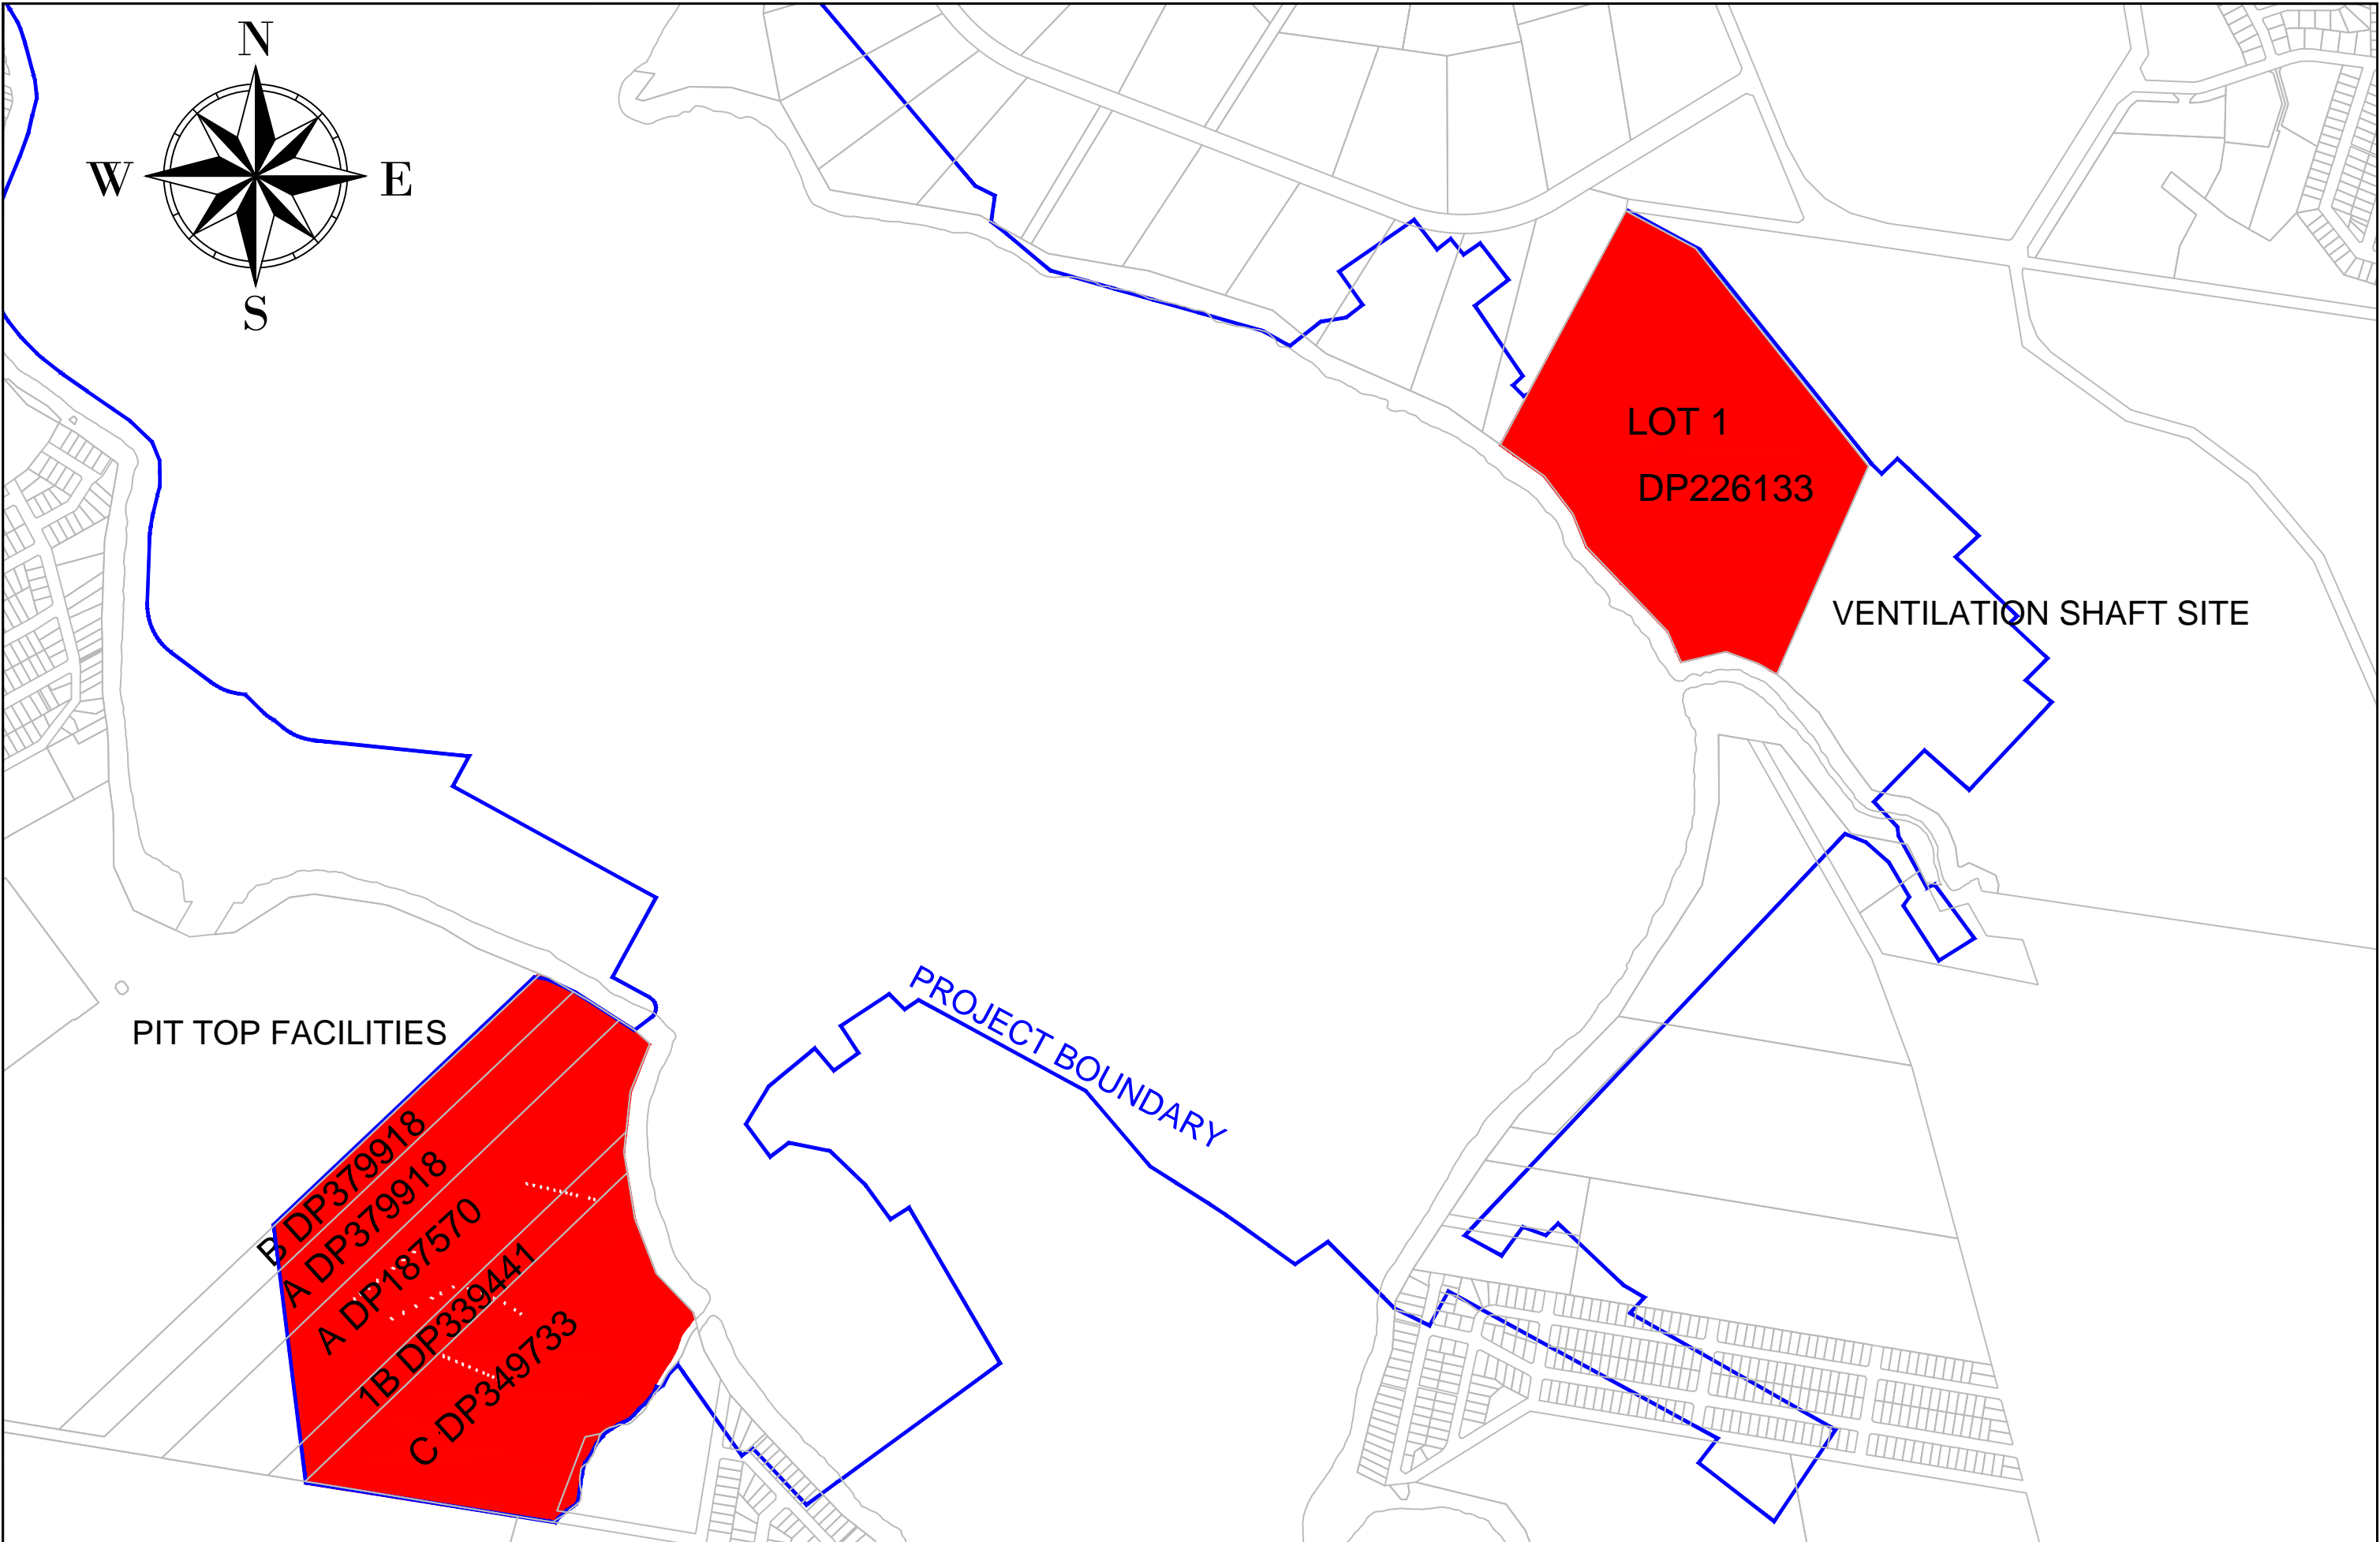 N
W
E
S
LOT 1
DP226133
VENTILATION SHAFT SITE
PIT TOP FACILITIES
PROJECT BOUNDARY
B DP379918
A DP379918
A DP187570
1B DP339441
C DP349733